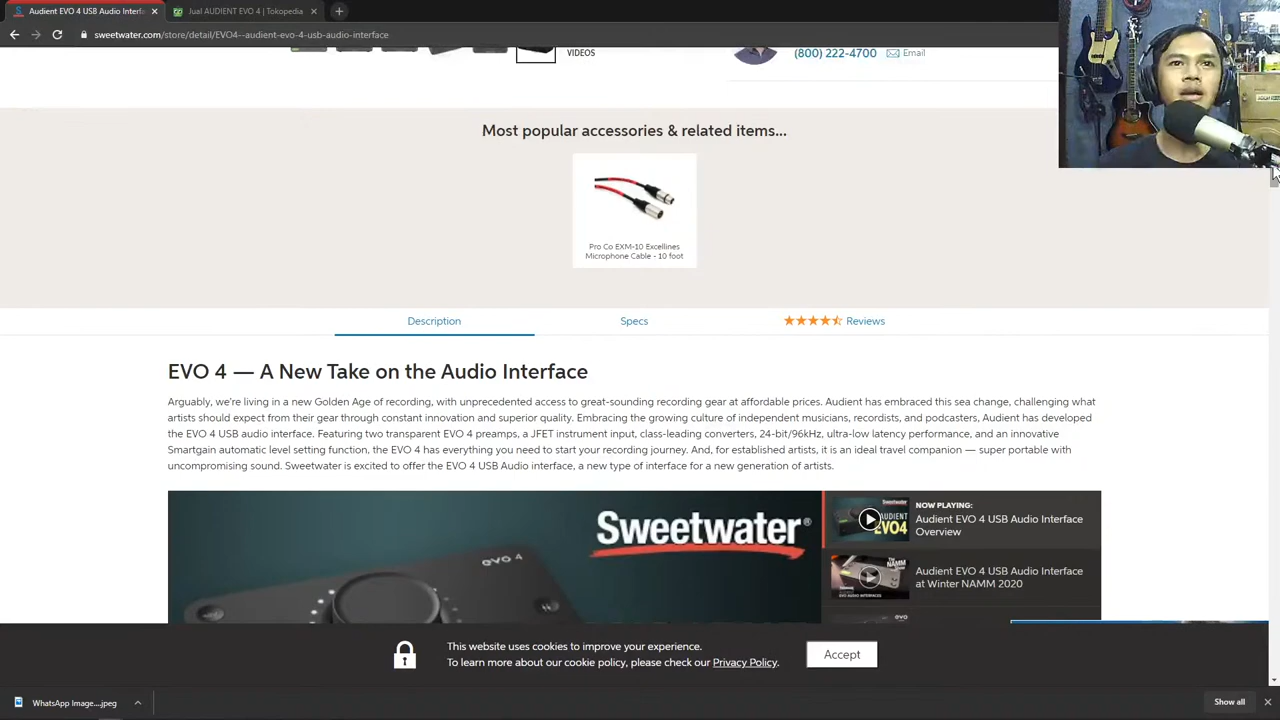 Audient EVO 4 USB Audio Interfa
Jual AUDIENT EVO 4 | Tokopedia
sweetwater.com/store/detail/EVO4--audient-evo-4-usb-audio-interface
VIDEOS
(800) 222-4700
Email
Most popular accessories & related items...
Pro Co EXM-10 Excellines
Microphone Cable - 10 foot
Description
Specs
Reviews
EVO 4 — A New Take on the Audio Interface
Arguably, we're living in a new Golden Age of recording, with unprecedented access to great-sounding recording gear at affordable prices. Audient has embraced this sea change, challenging what
artists should expect from their gear through constant innovation and superior quality. Embracing the growing culture of independent musicians, recordists, and podcasters, Audient has developed
the EVO 4 USB audio interface. Featuring two transparent EVO 4 preamps, a JFET instrument input, class-leading converters, 24-bit/96kHz, ultra-low latency performance, and an innovative
Smartgain automatic level setting function, the EVO 4 has everything you need to start your recording journey. And, for established artists, it is an ideal travel companion — super portable with
uncompromising sound. Sweetwater is excited to offer the EVO 4 USB Audio interface, a new type of interface for a new generation of artists.
Sweetwater®
evo 4
AUDIENT
EVO4
NOW PLAYING:
Audient EVO 4 USB Audio Interface
Overview
Audient EVO 4 USB Audio Interface
at Winter NAMM 2020
This website uses cookies to improve your experience.
To learn more about our cookie policy, please check our Privacy Policy.
Accept
WhatsApp Image....jpeg
Show all